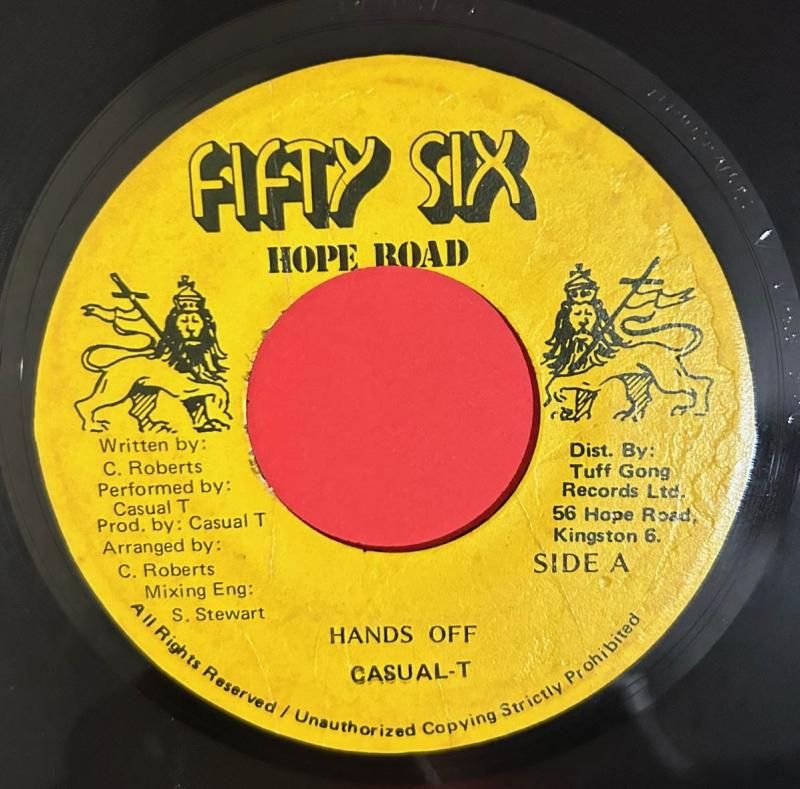 FIFTY SIX
HOPE ROAD
Written by:
C. Roberts
Performed by:
Casual T
Prod. by: Casual T
Arranged by:
C. Roberts
Mixing Eng:
S. Stewart
Dist. By:
Tuff Gong
Records Ltd.
56 Hope Road,
Kingston 6.
SIDE A
HANDS OFF
CASUAL-T
All Rights Reserved / Unauthorized Copying Strictly Prohibited